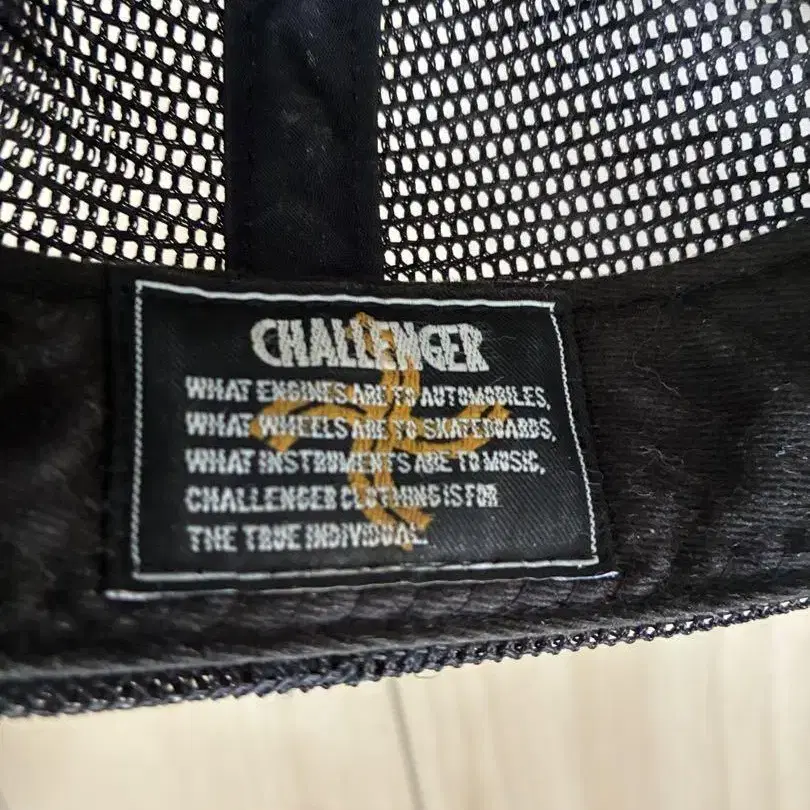 CHALLENGER
WHAT ENGINES ARE TO AUTOMOBILES,
WHAT WHEELS ARE TO SKATEBOARDS,
WHAT INSTRUMENTS ARE TO MUSIC,
CHALLENGER CLOTHING IS FOR
THE TRUE INDIVIDUAL.